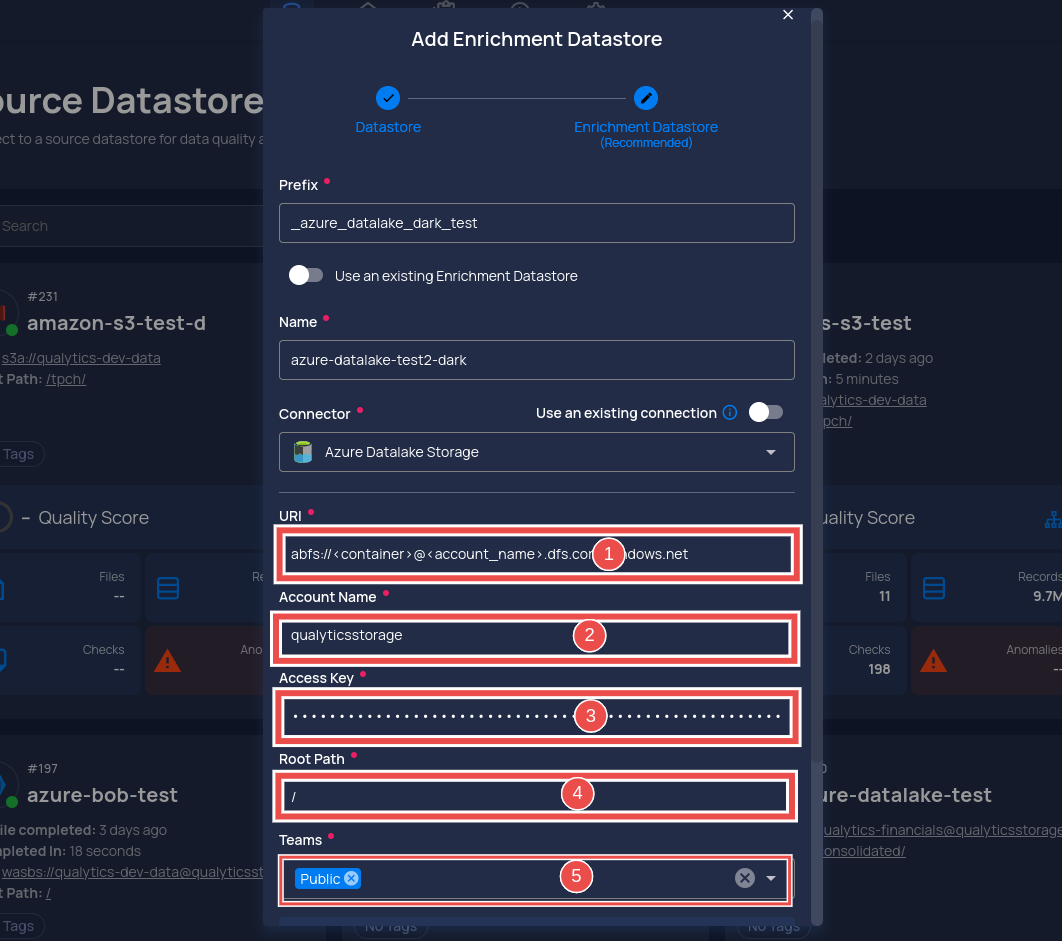 Add Enrichment Datastore
Datastore
Enrichment Datastore
(Recommended)
Prefix
_azure_datalake_dark_test
Use an existing Enrichment Datastore
Name
azure-datalake-test2-dark
Connector
Use an existing connection
Azure Datalake Storage
URI
abfs://<container>@<account_name>.dfs.cor
dows.net
1
Account Name
qualyticsstorage
2
Access Key
3
Root Path
/
4
Teams
Public
5
ource Datastore
ect to a source datastore for data quality a
Search
#231
amazon-s3-test-d
s3a://qualytics-dev-data
t Path: /tpch/
Tags
– Quality Score
Files
--
Re
Checks
--
Ano
#197
azure-bob-test
ile completed: 3 days ago
mpleted In: 18 seconds
wasbs://qualytics-dev-data@qualyticsst
t Path: /
Tags
No Tags
s-s3-test
leted: 2 days ago
n: 5 minutes
alytics-dev-data
pch/
uality Score
Files
11
Records
9.7M
Checks
198
Anomalies
--
0
ure-datalake-test
ualytics-financials@qualyticsstorage
onsolidated/
No Tags